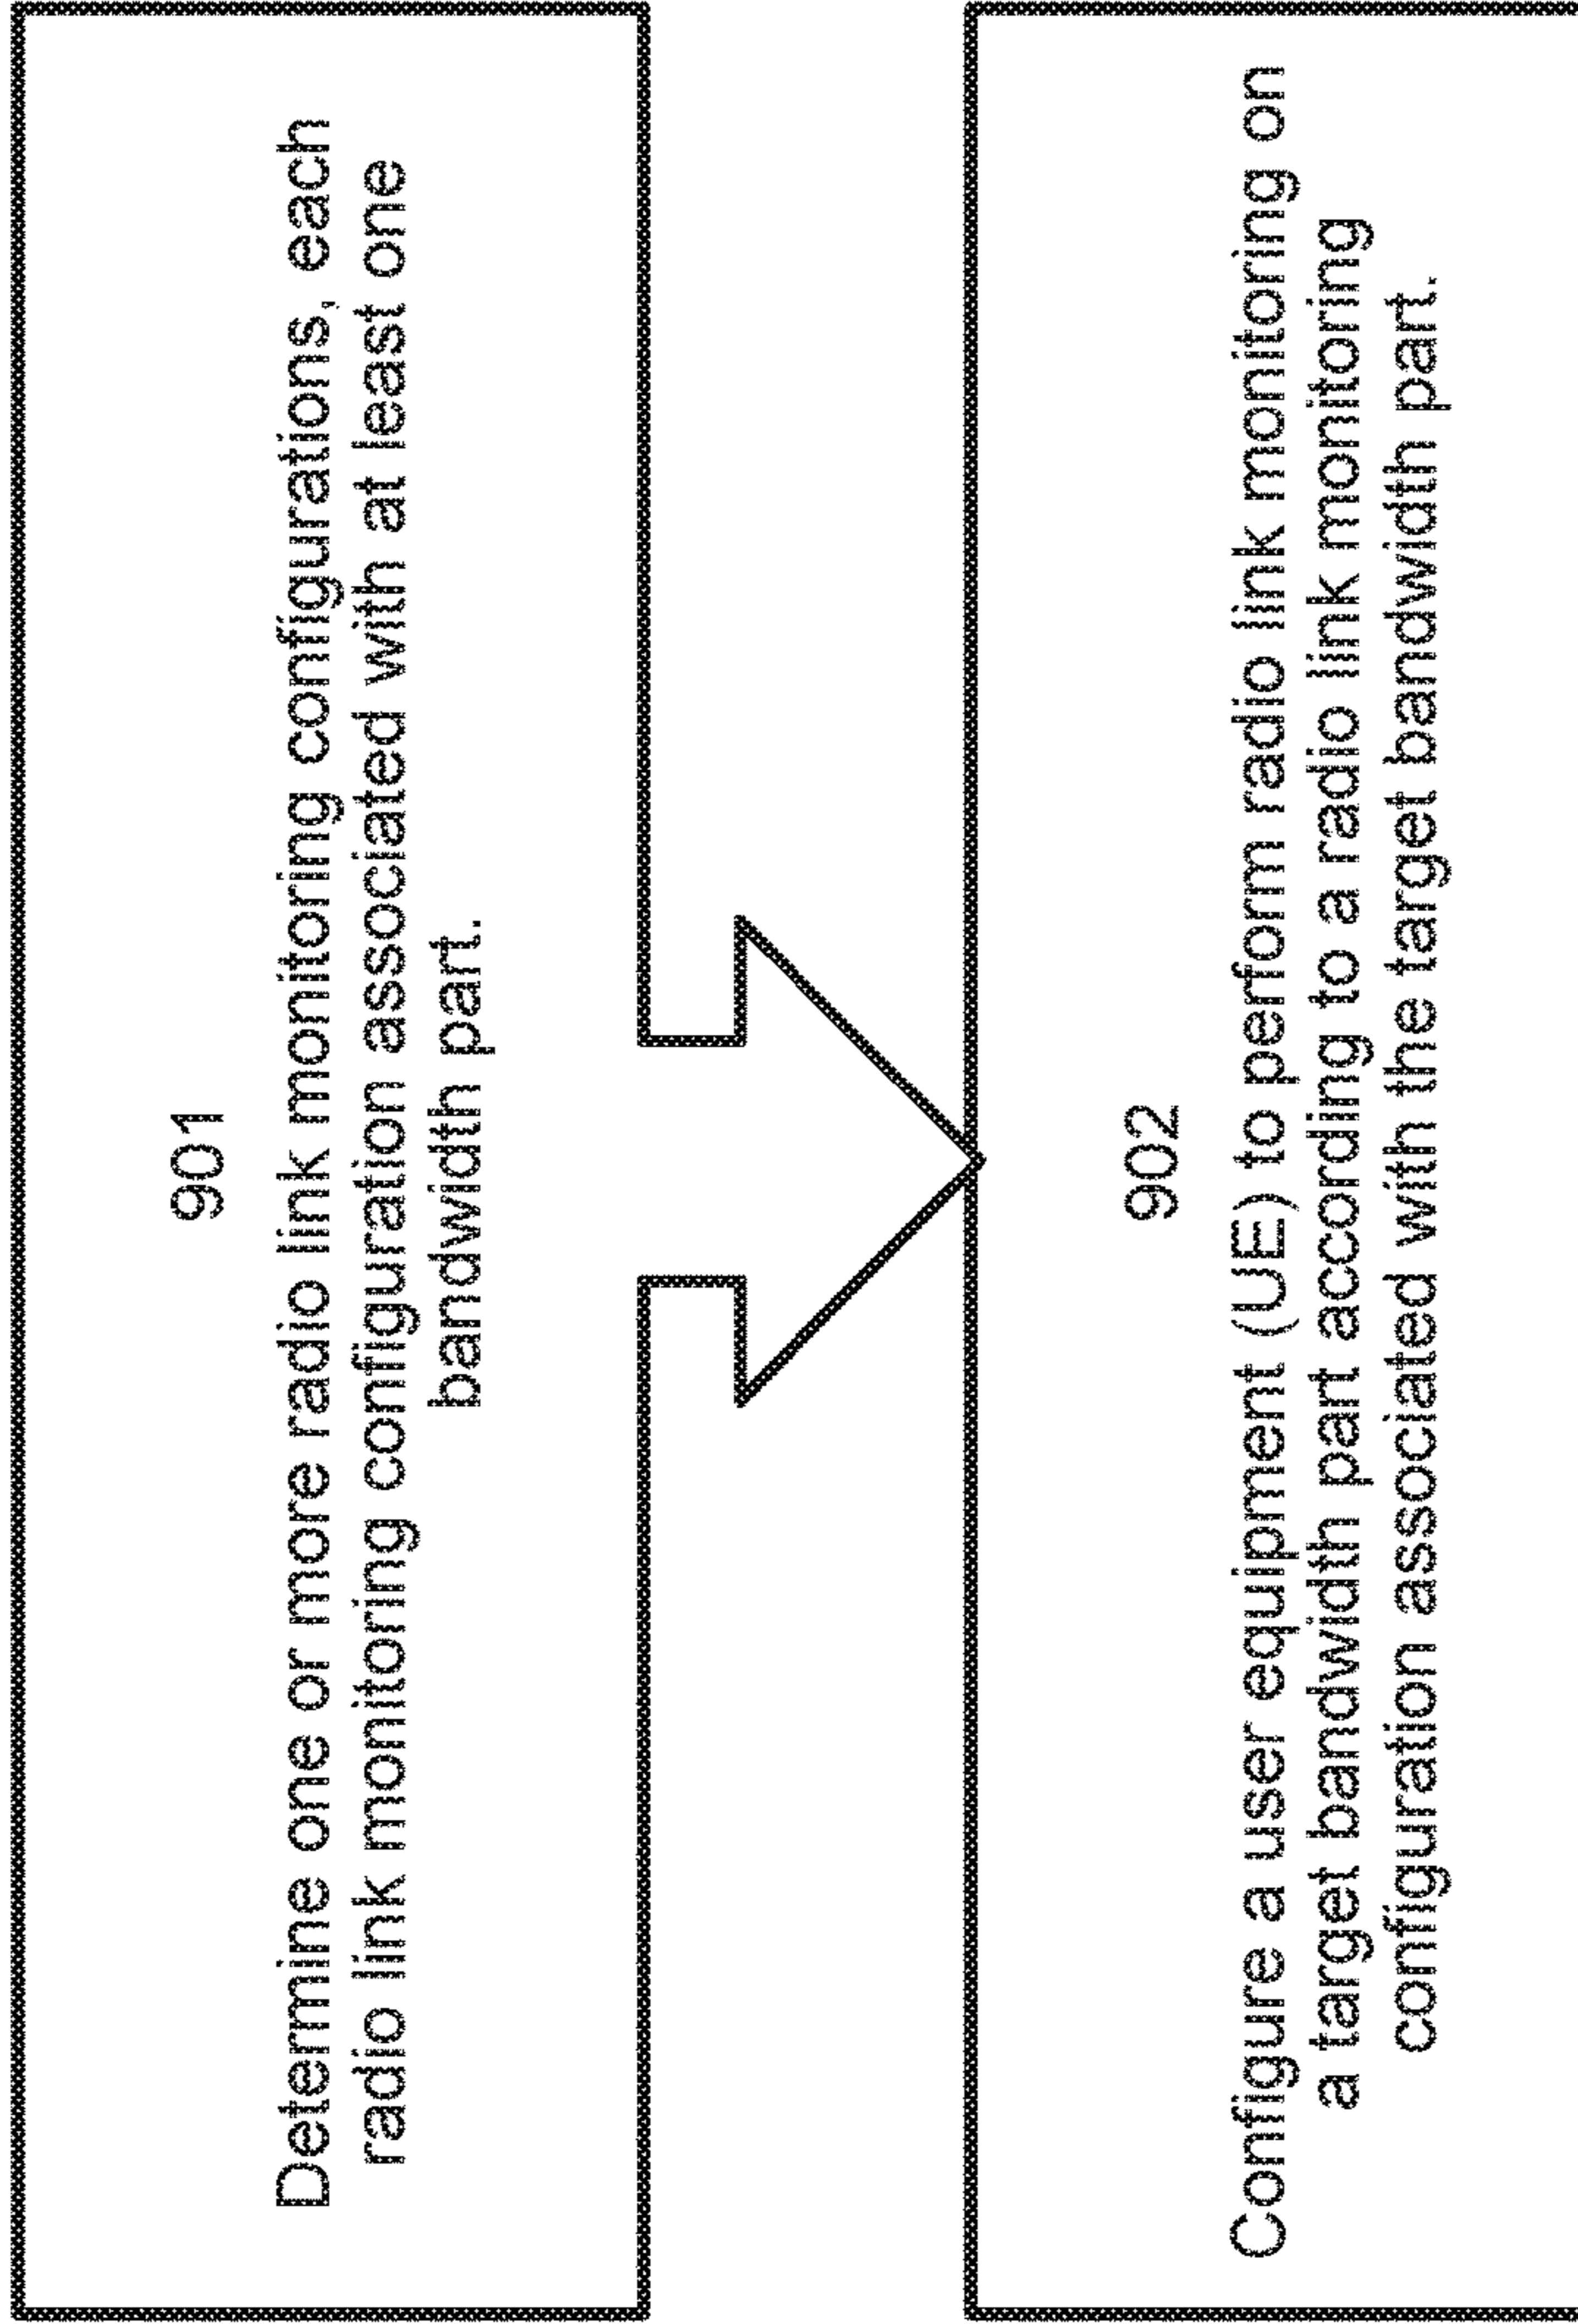 901
Determine one or more radio link monitoring configurations, each
radio link monitoring configuration associated with at least one
bandwidth part.
902
Configure a user equipment (UE) to perform radio link monitoring on
a target bandwidth part according to a radio link monitoring
configuration associated with the target bandwidth part.